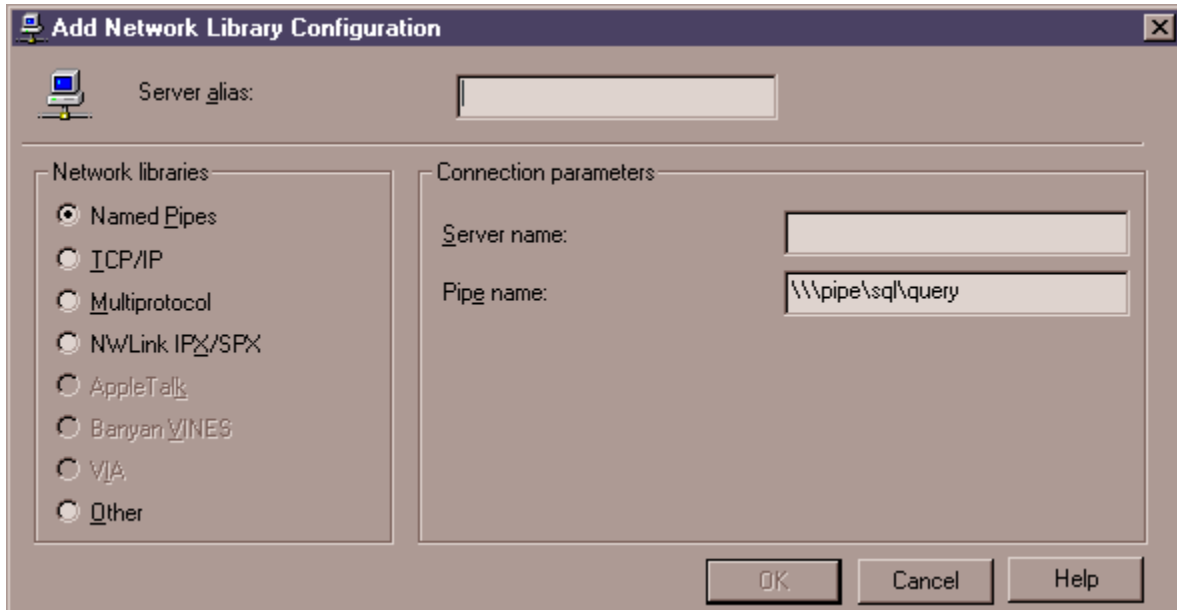 Add Network Library Configuration
Server alias:
Network libraries
Named Pipes
TCP/IP
Multiprotocol
NWLink IPX/SPX
AppleTalk
Banyan VINES
VIA
Other
Connection parameters
Server name:
Pipe name: \\\pipe\sql\query
OK Cancel Help